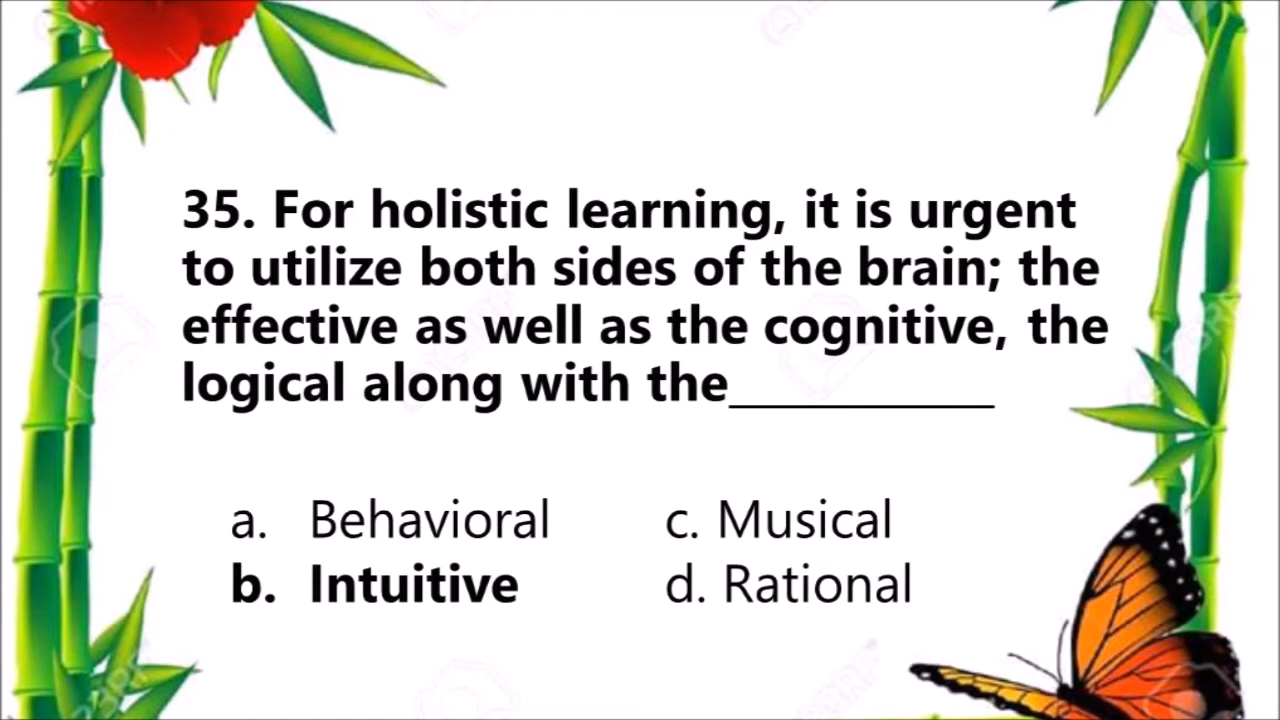 35. For holistic learning, it is urgent
to utilize both sides of the brain; the
effective as well as the cognitive, the
logical along with the___________
a. Behavioral
c. Musical
b. Intuitive
d. Rational